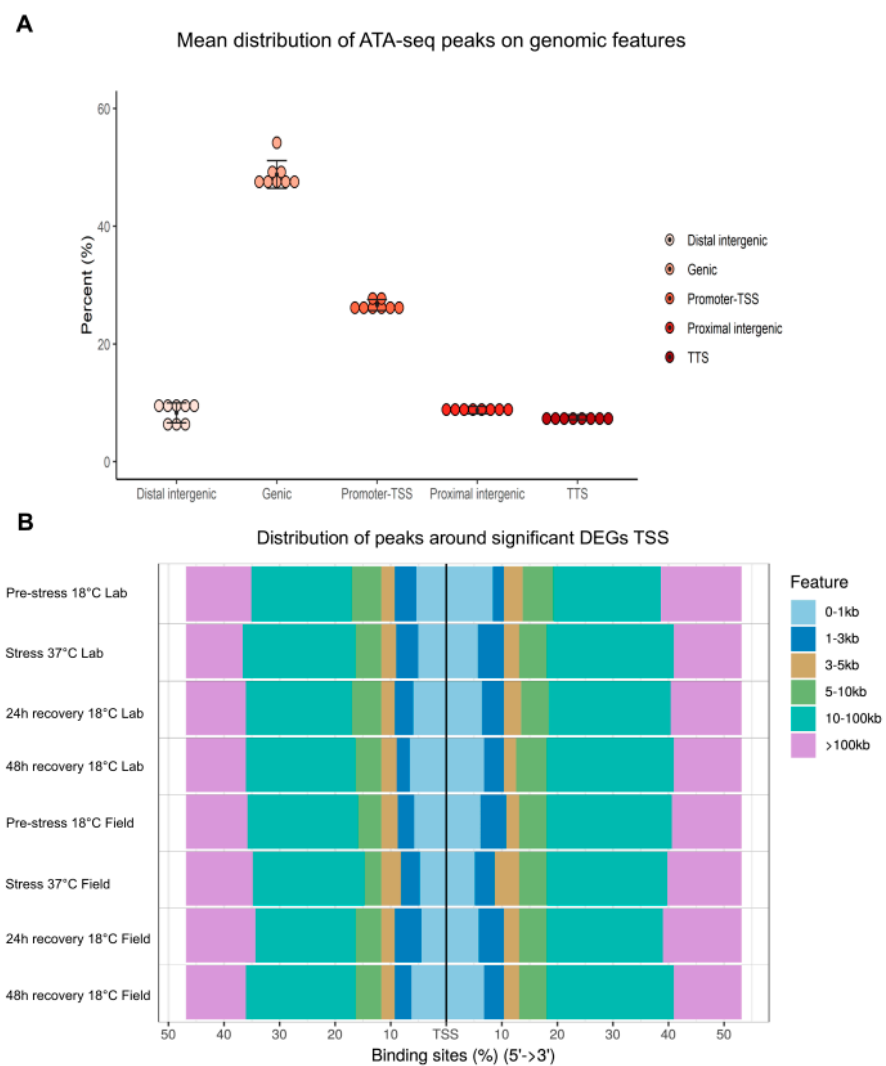 A
Mean distribution of ATA-seq peaks on genomic features
Percent (%)
60
40
20
0
Distal intergenic
Genic
Promoter-TSS
Proximal intergenic
TTS
Distal intergenic
Genic
Promoter-TSS
Proximal intergenic
TTS
B
Distribution of peaks around significant DEGs TSS
Pre-stress 18°C Lab
Stress 37°C Lab
24h recovery 18°C Lab
48h recovery 18°C Lab
Pre-stress 18°C Field
Stress 37°C Field
24h recovery 18°C Field
48h recovery 18°C Field
50 40 30 20 10 TSS 10 20 30 40 50
Binding sites (%) (5'->3')
Feature
0-1kb
1-3kb
3-5kb
5-10kb
10-100kb
>100kb